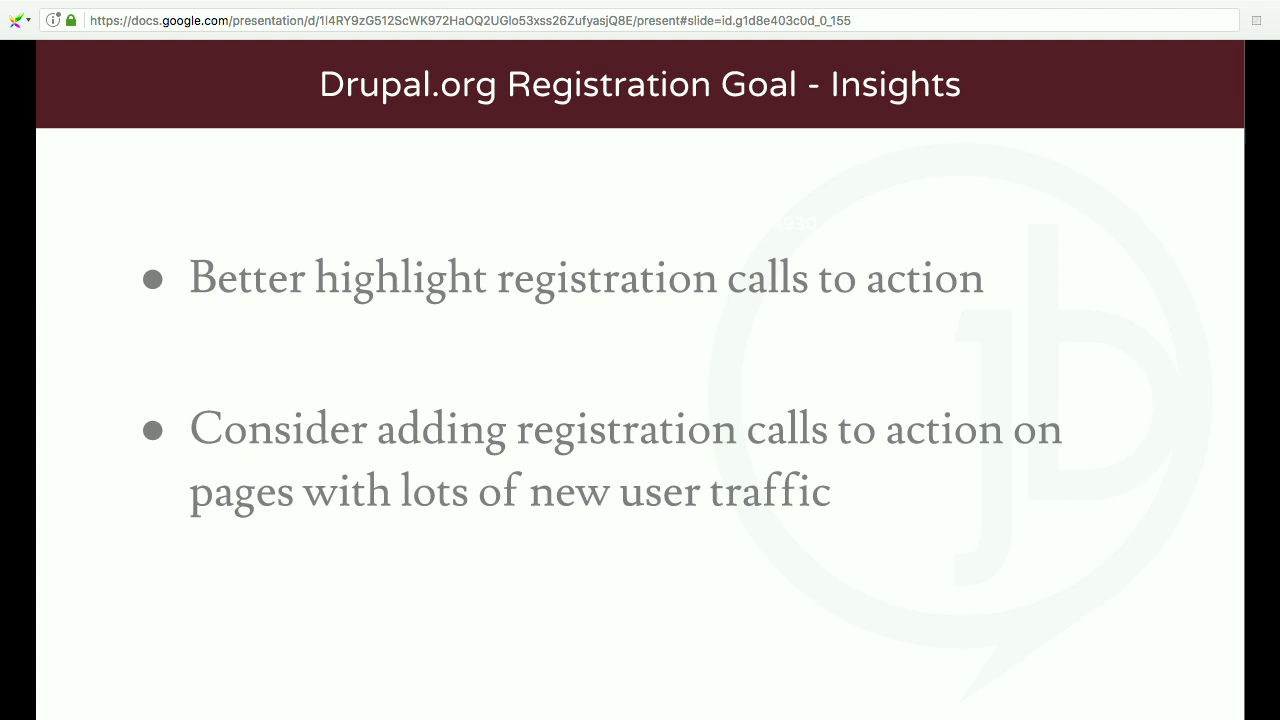 https://docs.google.com/presentation/d/1l4RY9zG512ScWK972HaOQ2UGlo53xss26ZufyasjQ8E/present#slide=id.g1d8e403c0d_0_155
Drupal.org Registration Goal - Insights
● Better highlight registration calls to action
● Consider adding registration calls to action on
pages with lots of new user traffic
jb